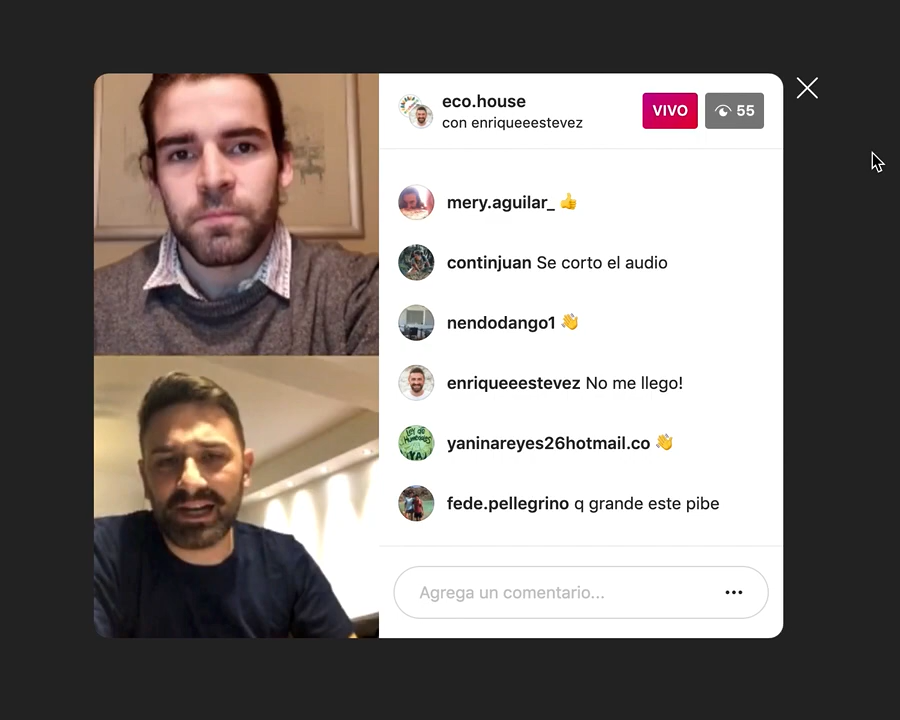 eco.house
con enriqueeestevez
VIVO
55
mery.aguilar_ 👍
continjuan Se corto el audio
nendodango1 👋
enriqueeestevez No me llego!
yaninareyes26hotmail.co 👋
fede.pellegrino q grande este pibe
Agrega un comentario...